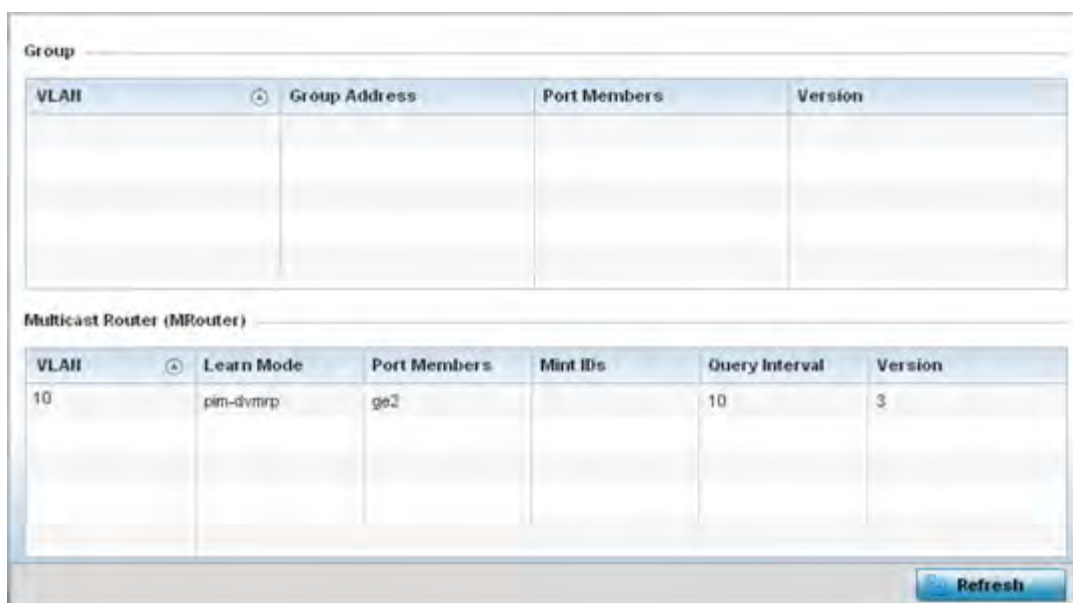 Group
VLAN Group Address Port Members Version
Multicast Router (MRouter)
VLAN Learn Mode Port Members Mint IDs Query Interval Version
10 pim-dvmrp ge2 10 3
Refresh